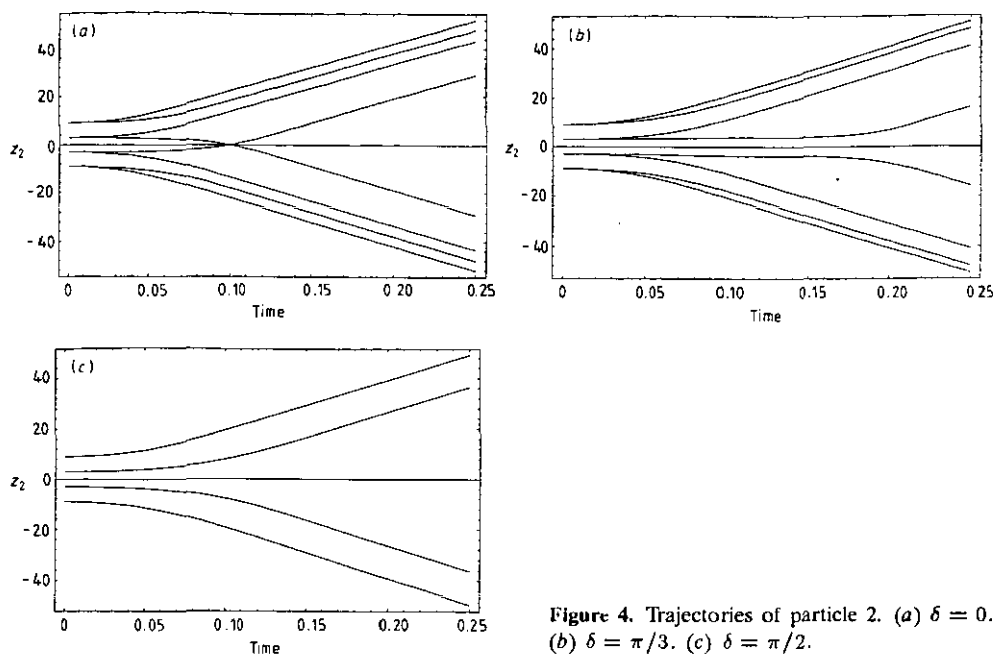 (a)
40
20
0
z2
-20
-40
0 0.05 0.10 0.15 0.20 0.25
Time
(b)
40
20
0
z2
-20
-40
0 0.05 0.10 0.15 0.20 0.25
Time
(c)
40
20
0
z2
-20
-40
0 0.05 0.10 0.15 0.20 0.25
Time
Figure 4. Trajectories of particle 2. (a) δ = 0.
(b) δ = π/3. (c) δ = π/2.